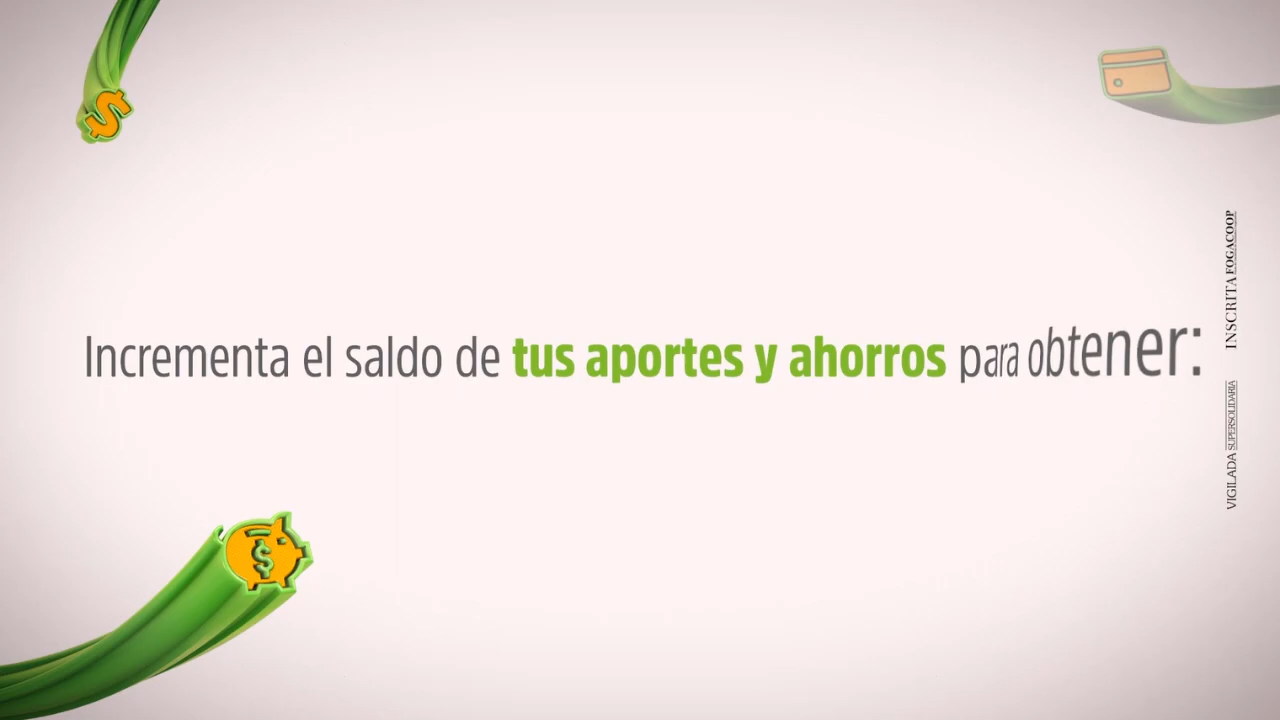 Incrementa el saldo de tus aportes y ahorros para obtener:
VIGILADA SUPERSOLIDARIA INSCRITA FOGACOOP